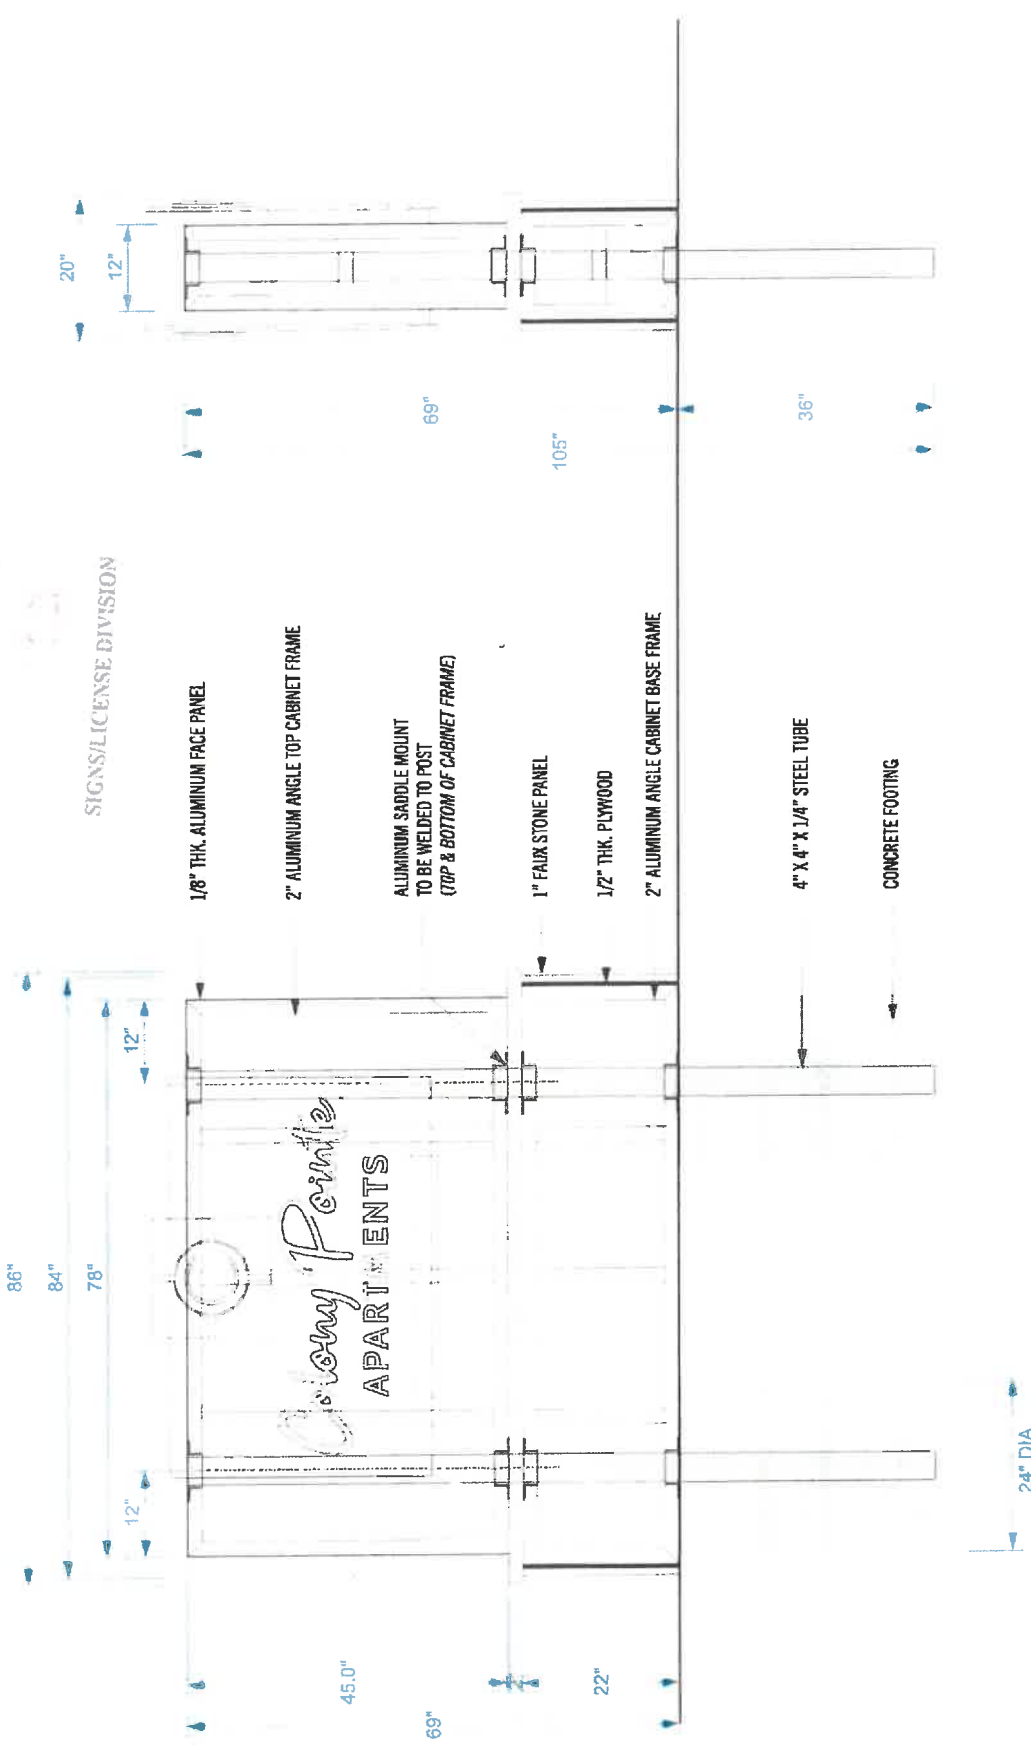 86"
84"
78"
12"
12"
45.0"
2"
22"
69"
Colony Pointe
APARTMENTS
1/8" THK. ALUMINUM FACE PANEL
2" ALUMINUM ANGLE TOP CABINET FRAME
ALUMINUM SADDLE MOUNT
TO BE WELDED TO POST
(TOP & BOTTOM OF CABINET FRAME)
1" FAUX STONE PANEL
1/2" THK. PLYWOOD
2" ALUMINUM ANGLE CABINET BASE FRAME
4" X 4" X 1/4" STEEL TUBE
CONCRETE FOOTING
24" DIA
SIGNS/LICENSE DIVISION
20"
12"
69"
105"
36"